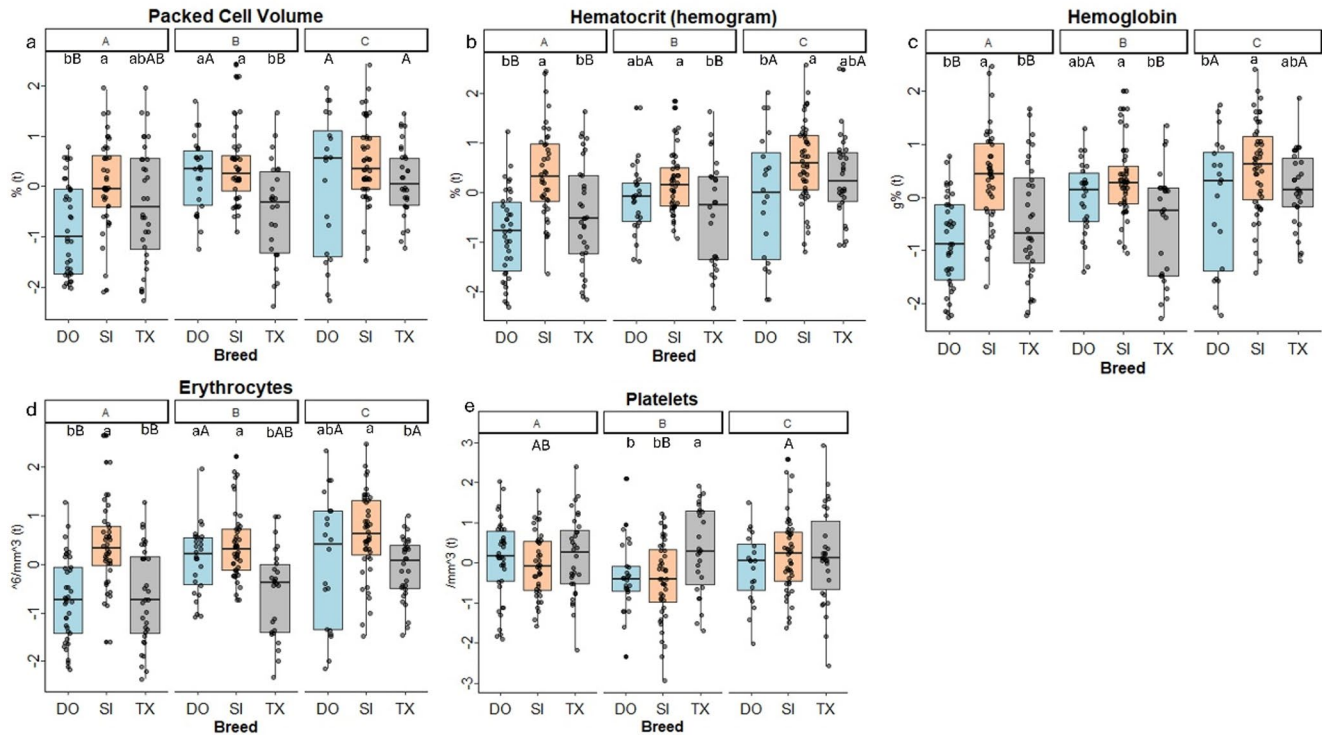 Packed Cell Volume
a
A B C
bB a abAB aA a bB A A
% (t)
2
1
0
-1
-2
DO SI TX DO SI TX DO SI TX
Breed
Hematocrit (hemogram)
b
A B C
bB a bB abA a bB bA a abA
% (t)
2
1
0
-1
-2
DO SI TX DO SI TX DO SI TX
Breed
Hemoglobin
c
A B C
bB a bB abA a bB bA a abA
g% (t)
2
1
0
-1
-2
DO SI TX DO SI TX DO SI TX
Breed
Erythrocytes
d
A B C
bB a bB aA a bAB abA a bA
^6/mm^3 (t)
2
1
0
-1
-2
DO SI TX DO SI TX DO SI TX
Breed
Platelets
e
A B C
AB b bB a A
/mm^3 (t)
3
2
1
0
-1
-2
-3
DO SI TX DO SI TX DO SI TX
Breed